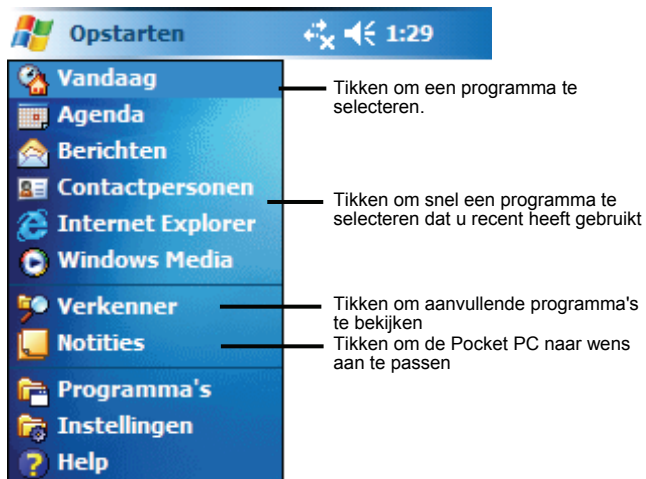 Opstarten 1:29
Vandaag
Agenda
Berichten
Contactpersonen
Internet Explorer
Windows Media
Verkenner
Notities
Programma's
Instellingen
Help
Tikken om een programma te
selecteren.
Tikken om snel een programma te
selecteren dat u recent heeft gebruikt
Tikken om aanvullende programma's
te bekijken
Tikken om de Pocket PC naar wens
aan te passen